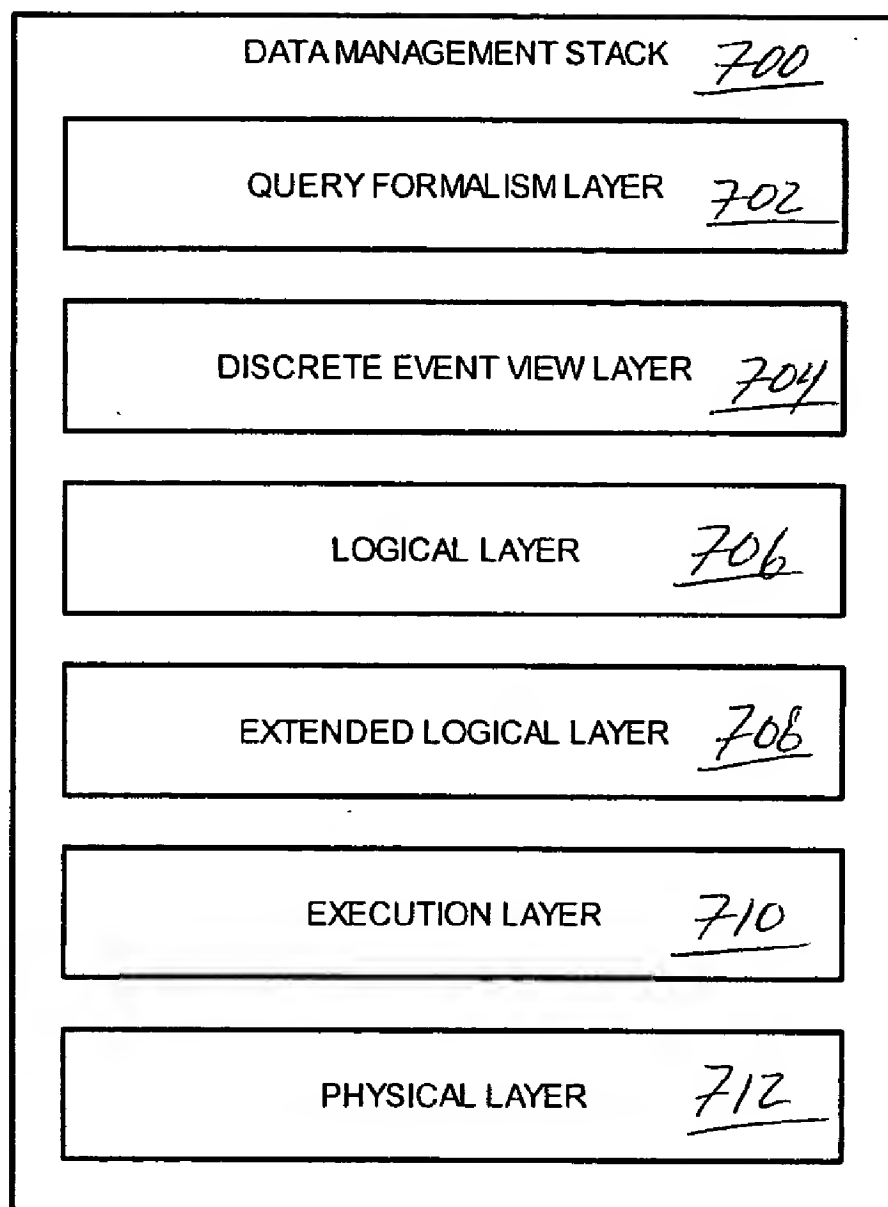 DATA MANAGEMENT STACK 700
QUERY FORMALISM LAYER 702
DISCRETE EVENT VIEW LAYER 704
LOGICAL LAYER 706
EXTENDED LOGICAL LAYER 708
EXECUTION LAYER 710
PHYSICAL LAYER 712